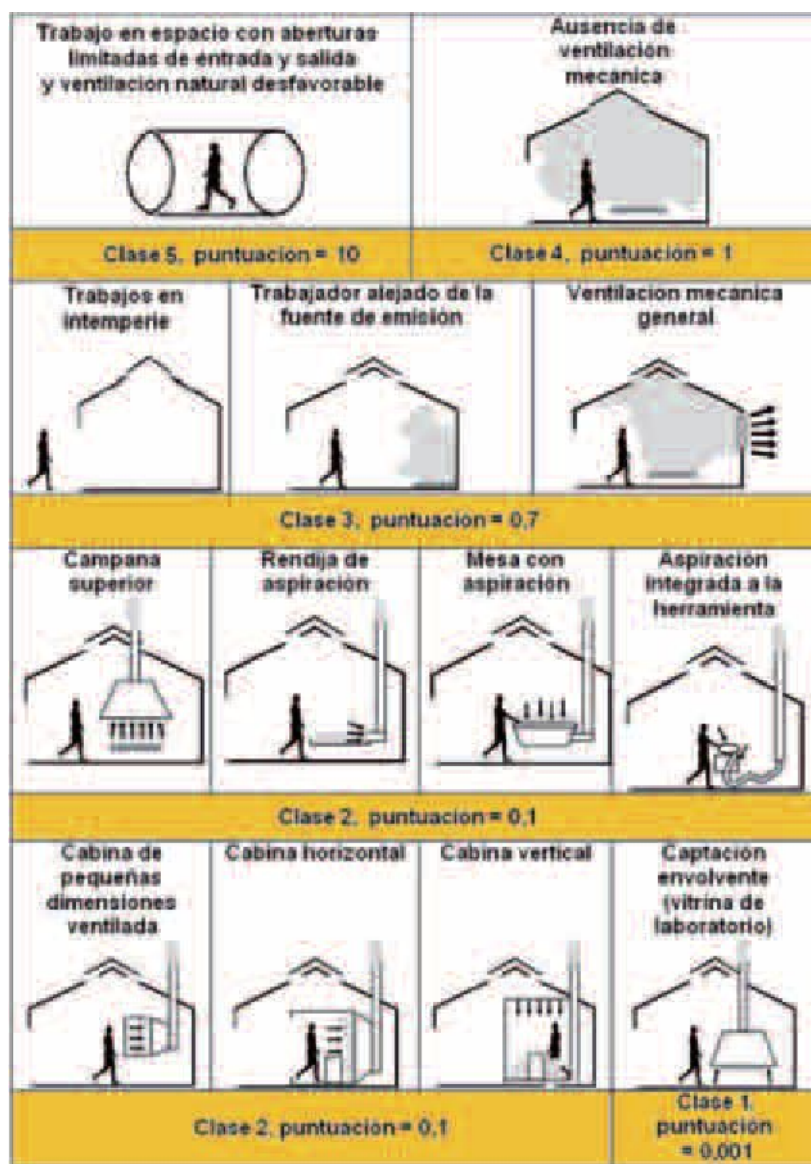 Trabajo en espacio con aberturas
limitadas de entrada y salida
y ventilacion natural desfavorable
Ausencia de
ventilación
mecánica
Clase 5, puntuacion = 10
Clase 4, puntuación = 1
Trabajos en
intemperie
Trabajador alejado de la
fuente de emisión
Ventilacion mecánica
general
Clase 3, puntuacion = 0,7
Campana
superior
Rendija de
aspiración
Mesa con
aspiración
Aspiración
integrada a la
herramienta
Clase 2, puntuacion = 0,1
Cabina de
pequeñas
dimensiones
ventilada
Cabina horizontal
Cabina vertical
Captación
envolvente
(vitrina de
laboratorio)
Clase 2, puntuación = 0,1
Clase 1,
puntuación
= 0,001